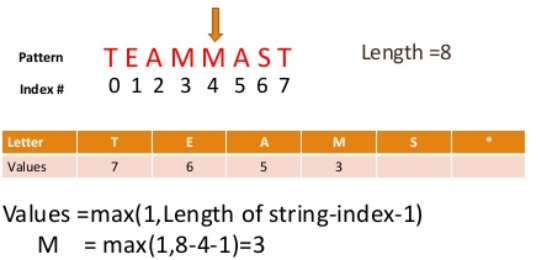 Pattern T E A M M A S T Length =8
Index # 0 1 2 3 4 5 6 7
Letter T E A M S *
Values 7 6 5 3
Values =max(1,Length of string-index-1)
M = max(1,8-4-1)=3